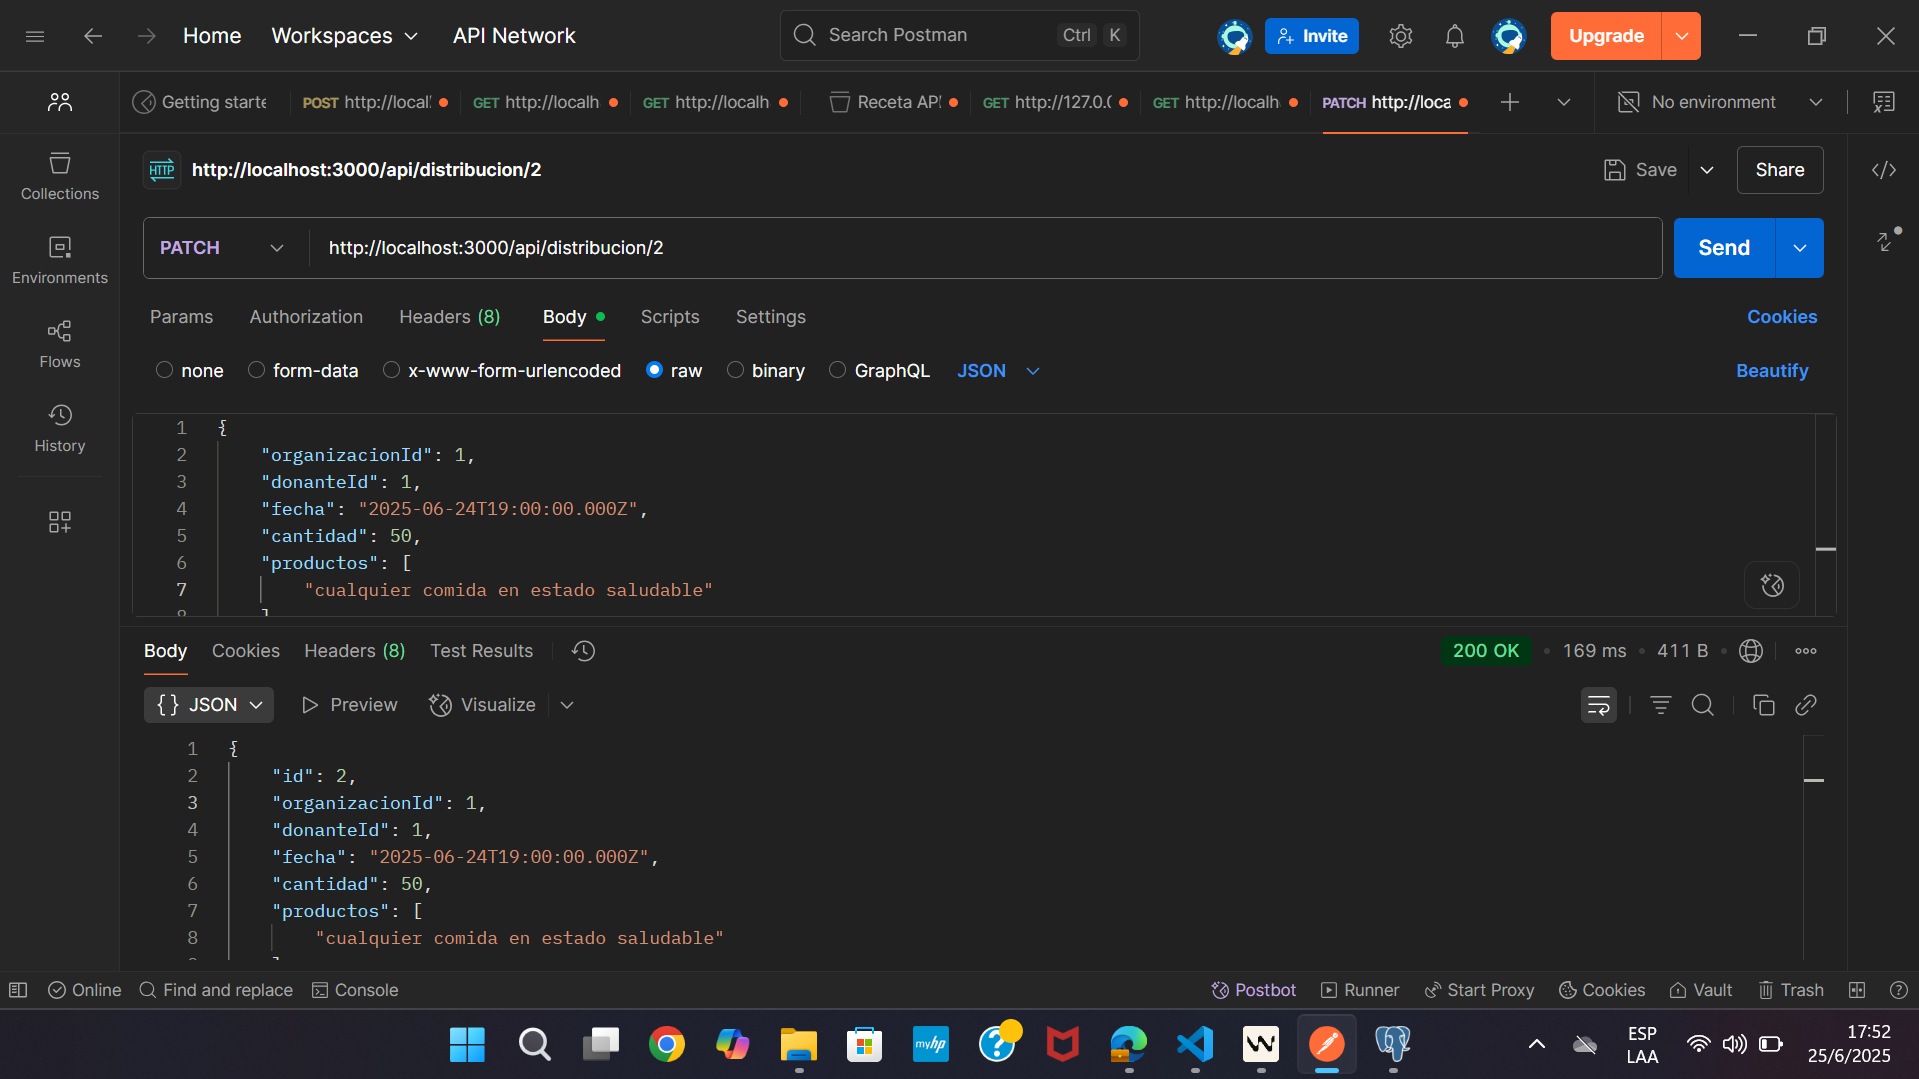 Home
Workspaces
API Network
Search Postman
Ctrl K
Invite
Upgrade
Getting starte
POST http://local
GET http://localh
GET http://localh
Receta API
GET http://127.0.0
GET http://localh
PATCH http://loca
No environment
HTTP http://localhost:3000/api/distribucion/2
Save
Share
PATCH http://localhost:3000/api/distribucion/2
Send
Collections
Environments
Flows
History
Params Authorization Headers (8) Body Scripts Settings
Cookies
none form-data x-www-form-urlencoded raw binary GraphQL JSON
Beautify
1 {
2 "organizacionId": 1,
3 "donanteId": 1,
4 "fecha": "2025-06-24T19:00:00.000Z",
5 "cantidad": 50,
6 "productos": [
7 "cualquier comida en estado saludable"
8 ]
Body Cookies Headers (8) Test Results
200 OK • 169 ms • 411 B
{} JSON Preview Visualize
1 {
2 "id": 2,
3 "organizacionId": 1,
4 "donanteId": 1,
5 "fecha": "2025-06-24T19:00:00.000Z",
6 "cantidad": 50,
7 "productos": [
8 "cualquier comida en estado saludable"
Online Find and replace Console
Postbot Runner Start Proxy Cookies Vault Trash
myhp
ESP
LAA
17:52
25/6/2025